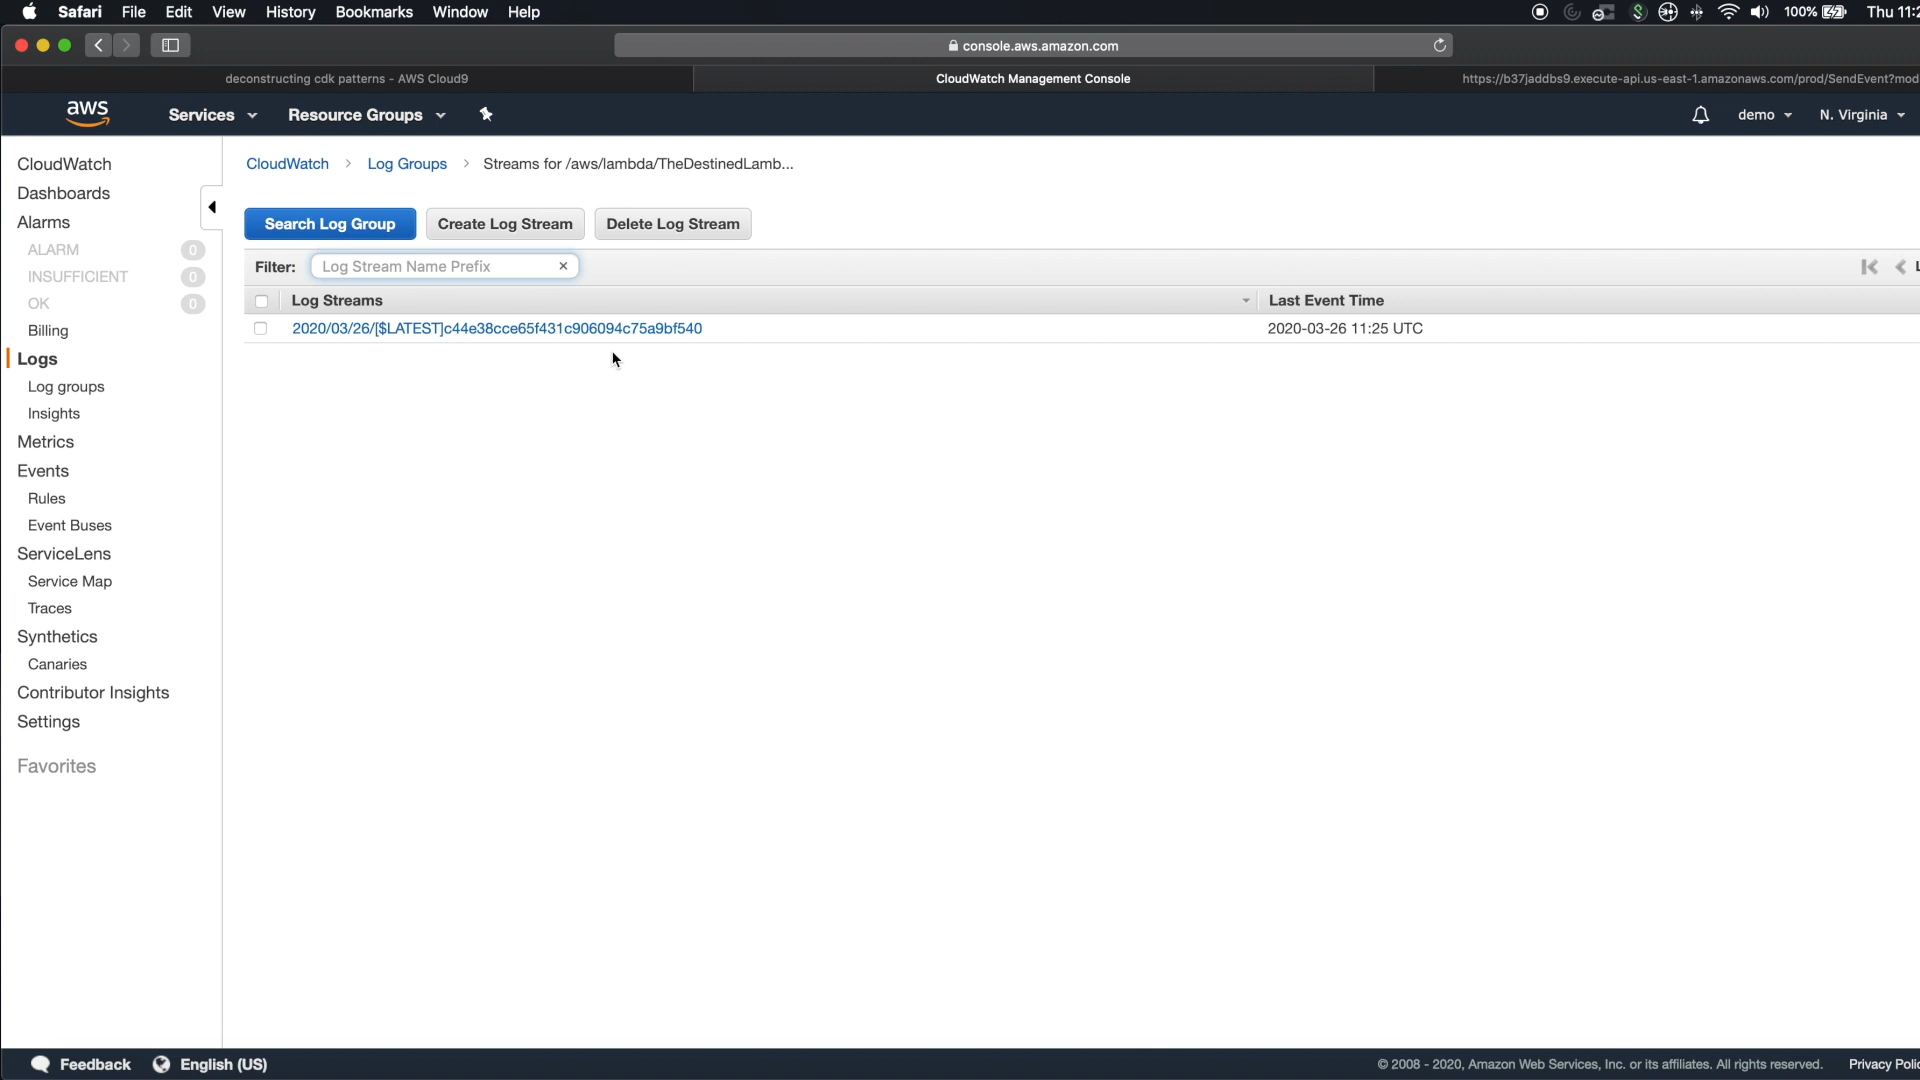 Safari File Edit View History Bookmarks Window Help 100% Thu 11:2
console.aws.amazon.com
deconstructing cdk patterns - AWS Cloud9 CloudWatch Management Console https://b37jaddbs9.execute-api.us-east-1.amazonaws.com/prod/SendEvent?mod
aws Services Resource Groups demo N. Virginia
CloudWatch
Dashboards
Alarms
ALARM 0
INSUFFICIENT 0
OK 0
Billing
Logs
Log groups
Insights
Metrics
Events
Rules
Event Buses
ServiceLens
Service Map
Traces
Synthetics
Canaries
Contributor Insights
Settings
Favorites
CloudWatch > Log Groups > Streams for /aws/lambda/TheDestinedLamb...
Search Log Group Create Log Stream Delete Log Stream
Filter: Log Stream Name Prefix ×
Log Streams Last Event Time
2020/03/26/[$LATEST]c44e38cce65f431c906094c75a9bf540 2020-03-26 11:25 UTC
Feedback English (US) © 2008 - 2020, Amazon Web Services, Inc. or its affiliates. All rights reserved. Privacy Polic